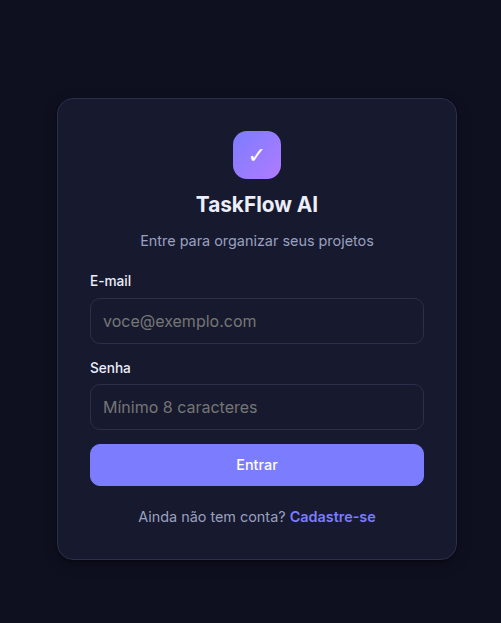 ✓
TaskFlow AI
Entre para organizar seus projetos
E-mail
voce@exemplo.com
Senha
Mínimo 8 caracteres
Entrar
Ainda não tem conta? Cadastre-se